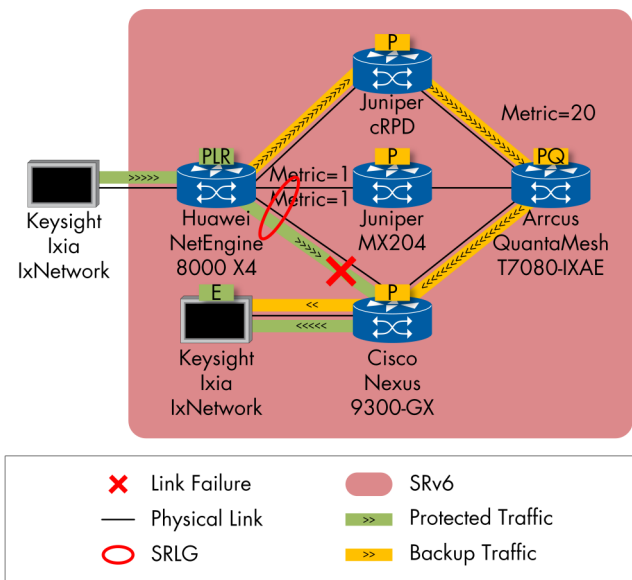 P
Juniper
cRPD
Metric=20
PLR
P
PQ
>>>>>
Metric=1
Metric=1
Keysight
Ixia
IxNetwork
Huawei
NetEngine
8000 X4
Juniper
MX204
Arrcus
QuantaMesh
T7080-IXAE
>>>>>
E
P
<<
<<<<<
Keysight
Ixia
IxNetwork
Cisco
Nexus
9300-GX
Link Failure
SRv6
Physical Link
>> Protected Traffic
SRLG
>> Backup Traffic